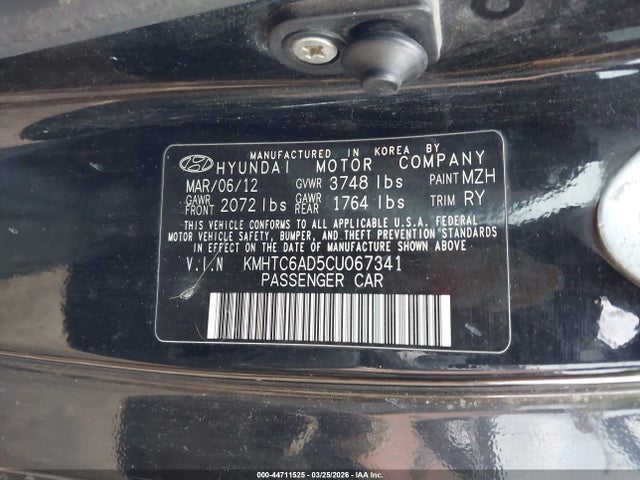 MANUFACTURED IN KOREA BY
HYUNDAI MOTOR COMPANY
MAR/06/12 GVWR 3748 lbs PAINT MZH
GAWR FRONT 2072 lbs GAWR REAR 1764 lbs TRIM RY
THIS VEHICLE CONFORMS TO ALL APPLICABLE U.S.A. FEDERAL
MOTOR VEHICLE SAFETY, BUMPER, AND THEFT PREVENTION STANDARDS
IN EFFECT ON THE DATE OF MANUFACTURE SHOWN ABOVE
V.I.N KMHTC6AD5CU067341
PASSENGER CAR
000-44711525 | 03/25/2026 - COPART